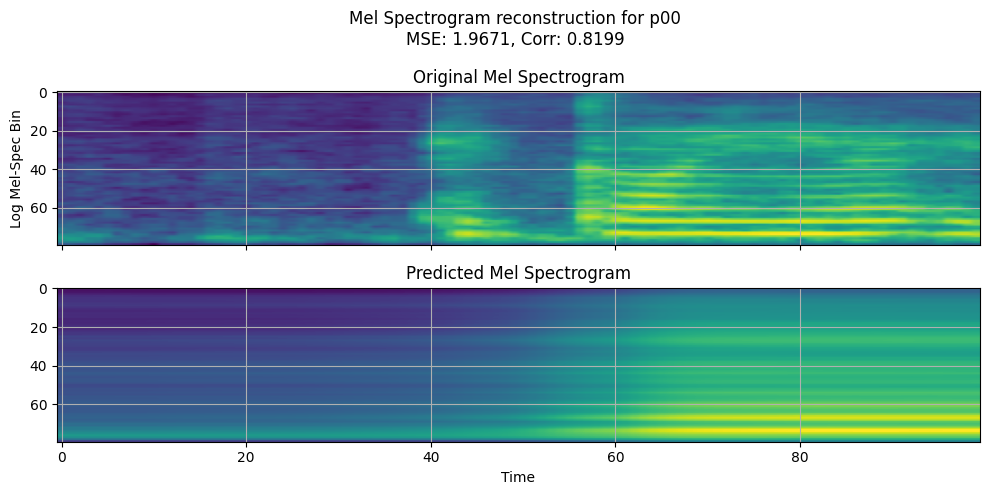 Mel Spectrogram reconstruction for p00
MSE: 1.9671, Corr: 0.8199
Original Mel Spectrogram
Log Mel-Spec Bin
0
20
40
60
Predicted Mel Spectrogram
0
20
40
60
0 20 40 60 80
Time